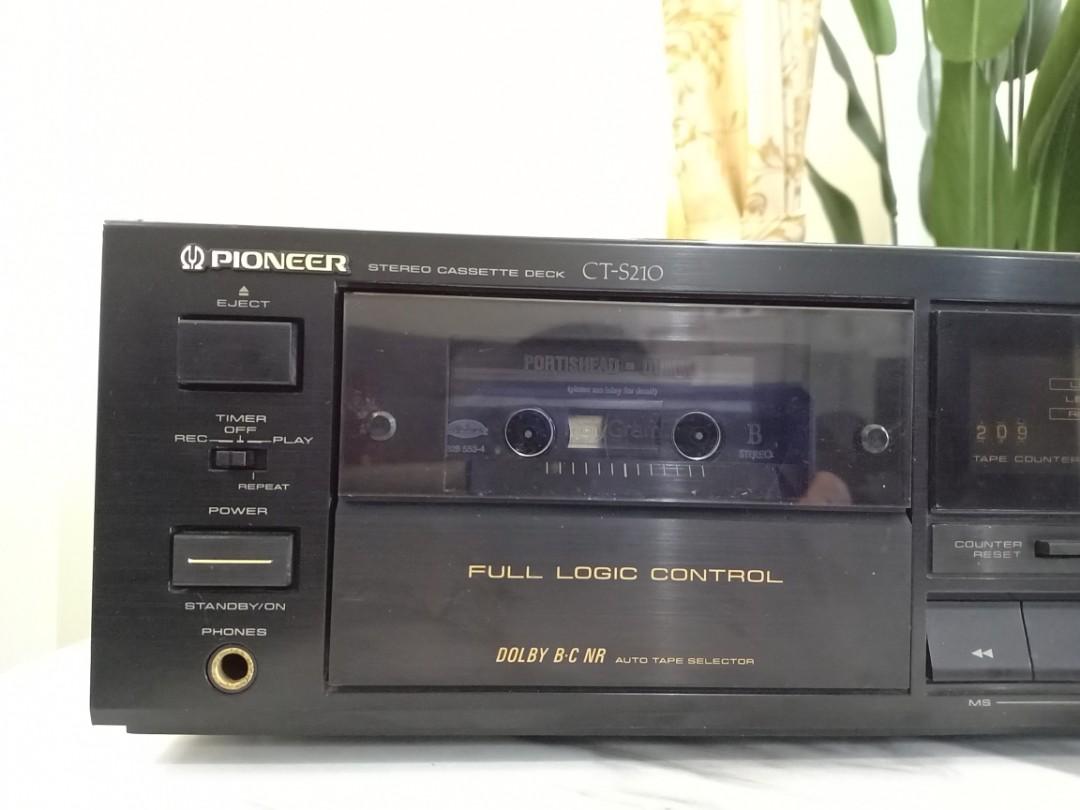 PIONEER STEREO CASSETTE DECK CT-S210
EJECT
TIMER
OFF
REC PLAY
REPEAT
POWER
STANDBY/ON
PHONES
PORTISHEAD -
B
STEREO
FULL LOGIC CONTROL
DOLBY B·C NR AUTO TAPE SELECTOR
TAPE COUNTER
COUNTER
RESET
◀◀
MS